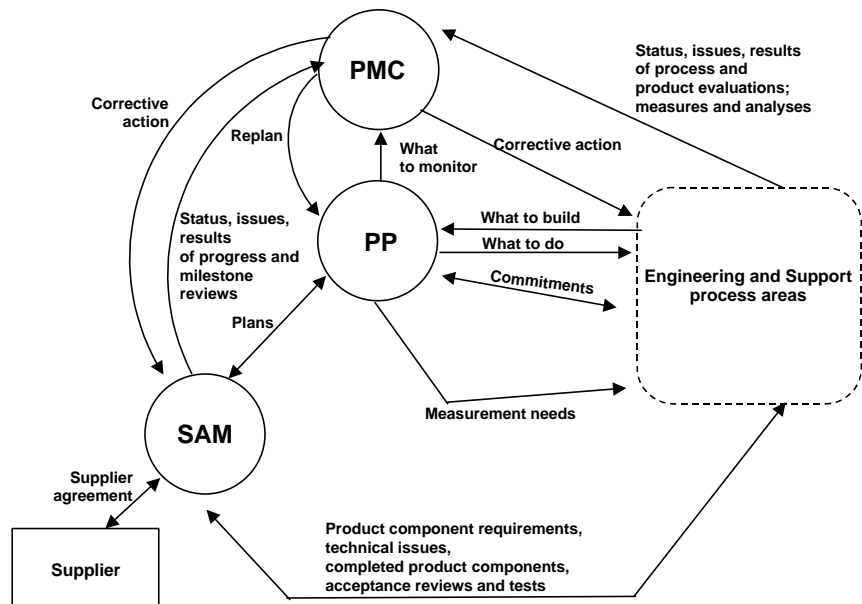 PMC
Status, issues, results
of process and
product evaluations;
measures and analyses
Corrective
action
Replan
What
to monitor
Corrective action
Status, issues,
results
of progress and
milestone
reviews
PP
What to build
What to do
Commitments
Engineering and Support
process areas
Plans
Measurement needs
SAM
Supplier
agreement
Supplier
Product component requirements,
technical issues,
completed product components,
acceptance reviews and tests